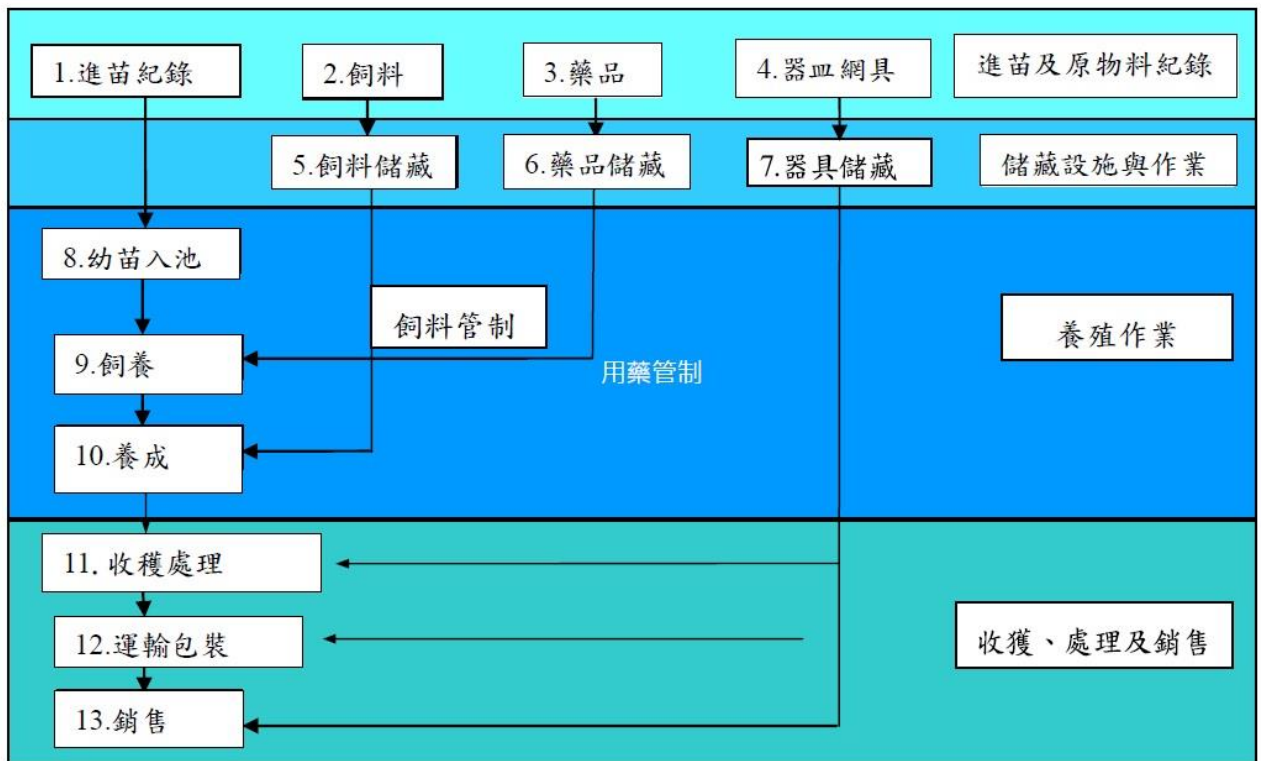 1.進苗紀錄
2.飼料
3.藥品
4.器皿網具
進苗及原物料紀錄
5.飼料儲藏
6.藥品儲藏
7.器具儲藏
儲藏設施與作業
8.幼苗入池
飼料管制
養殖作業
9.飼養
用藥管制
10.養成
11.收穫處理
12.運輸包裝
收獲、處理及銷售
13.銷售